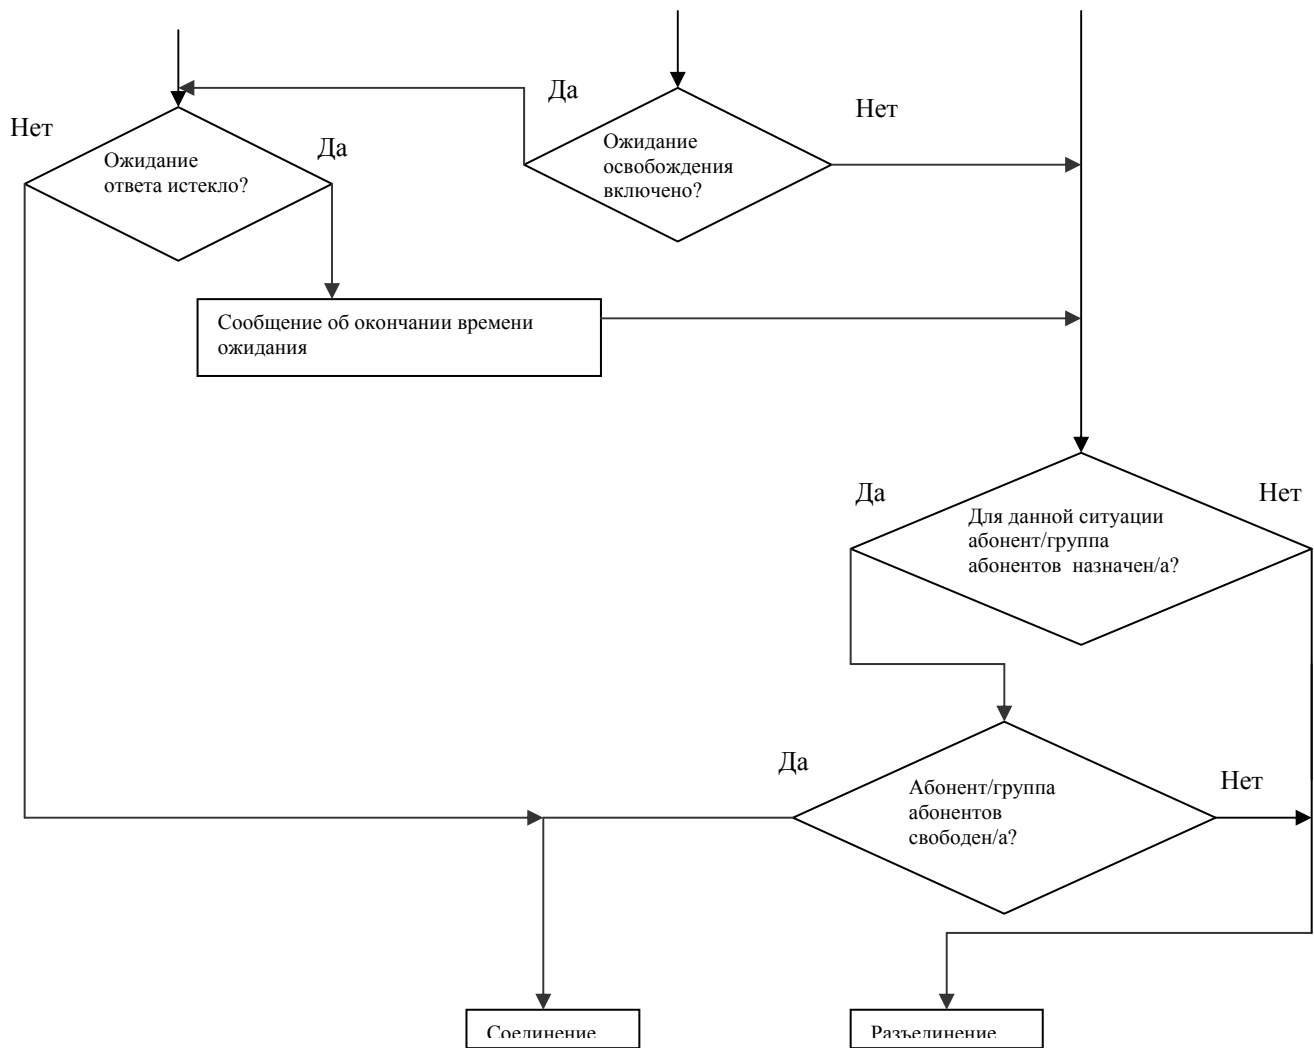 Да
Нет
Нет
Да
Ожидание
ответа истекло?
Ожидание
освобождения
включено?
Сообщение об окончании времени
ожидания
Да
Нет
Для данной ситуации
абонент/группа
абонентов назначен/а?
Да
Нет
Абонент/группа
абонентов
свободен/а?
Соединение
Разъединение